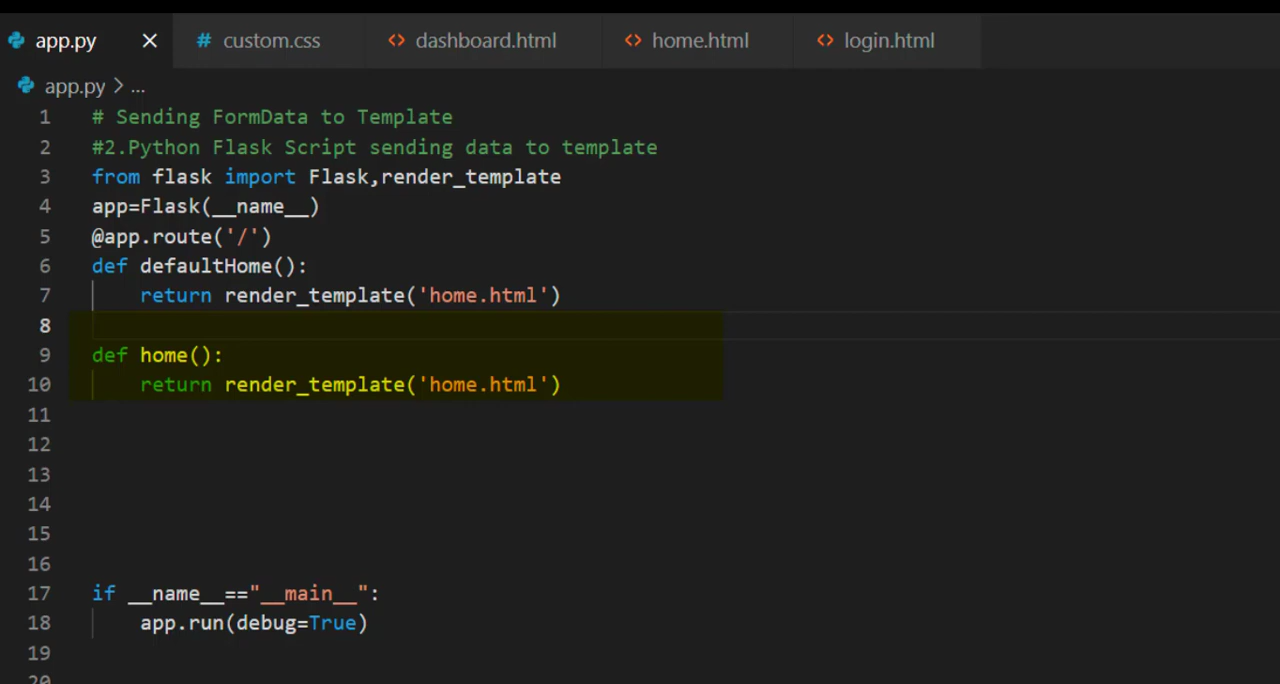 app.py
# custom.css
<> dashboard.html
<> home.html
<> login.html
app.py > ...
1 # Sending FormData to Template
2 #2.Python Flask Script sending data to template
3 from flask import Flask,render_template
4 app=Flask(__name__)
5 @app.route('/')
6 def defaultHome():
7     return render_template('home.html')
8
9 def home():
10     return render_template('home.html')
11
12
13
14
15
16
17 if __name__=="__main__":
18     app.run(debug=True)
19
20